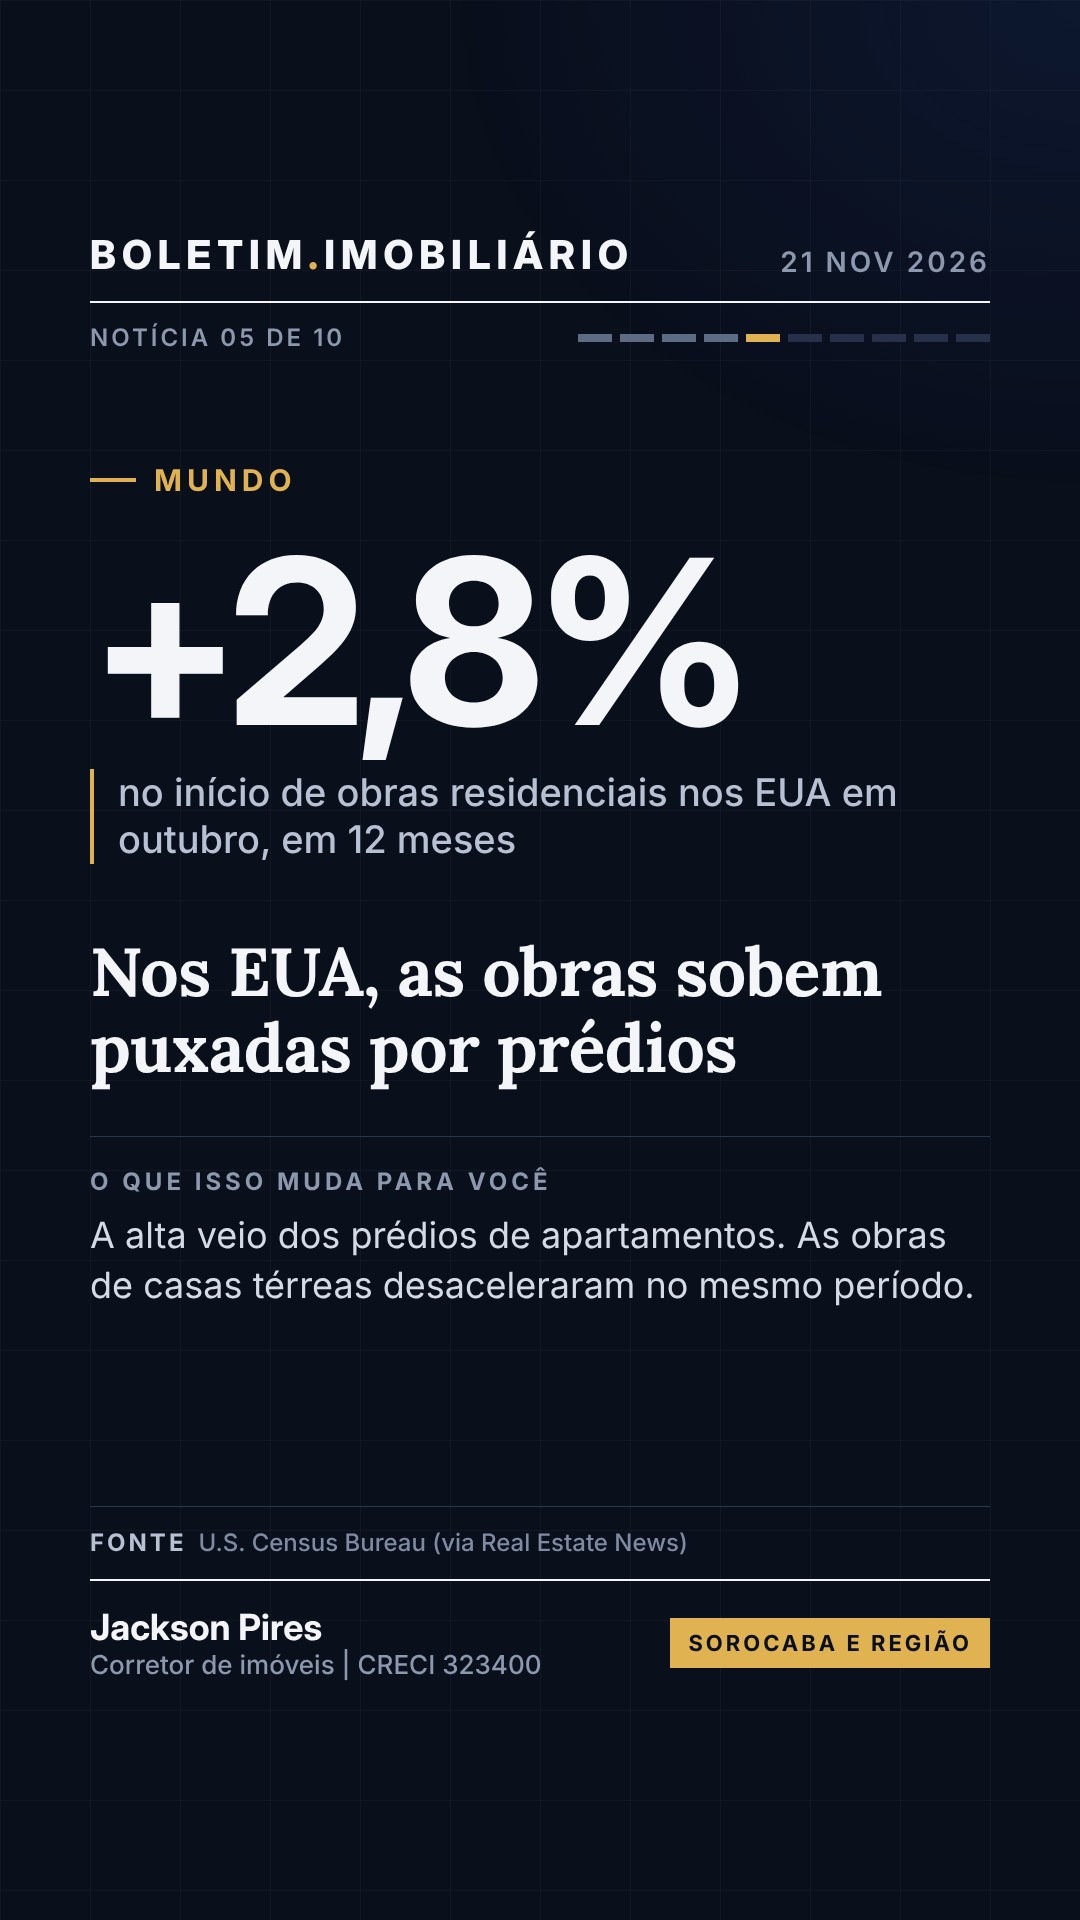 BOLETIM.IMOBILIÁRIO
21 NOV 2026
NOTÍCIA 05 DE 10
MUNDO
+2,8%
no início de obras residenciais nos EUA em
outubro, em 12 meses
Nos EUA, as obras sobem
puxadas por prédios
O QUE ISSO MUDA PARA VOCÊ
A alta veio dos prédios de apartamentos. As obras
de casas térreas desaceleraram no mesmo período.
FONTE U.S. Census Bureau (via Real Estate News)
Jackson Pires
Corretor de imóveis | CRECI 323400
SOROCABA E REGIÃO